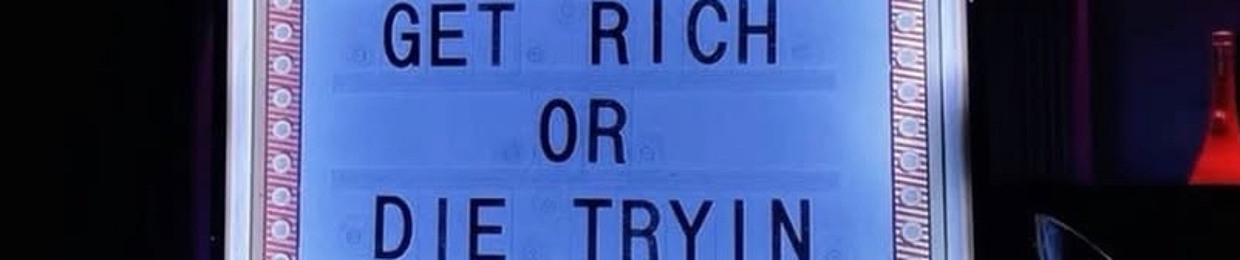 GET RICH
OR
DIE TRYIN